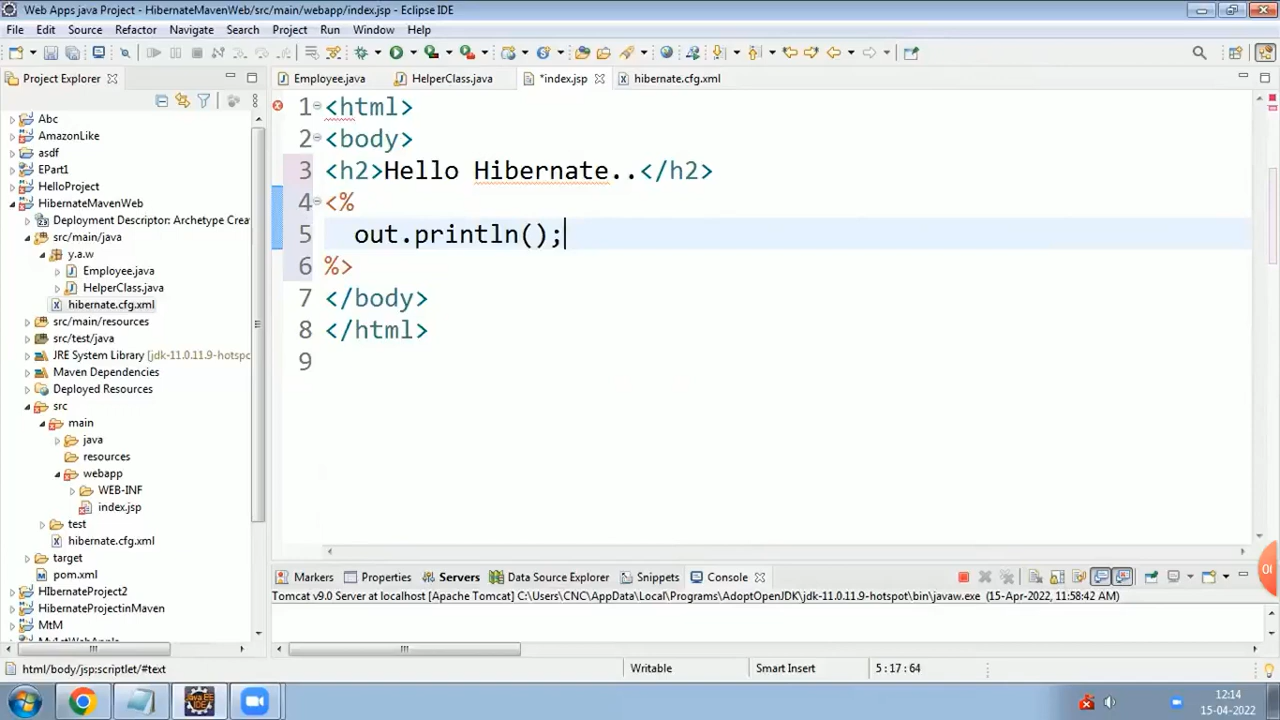 Web Apps java Project - HibernateMavenWeb/src/main/webapp/index.jsp - Eclipse IDE
File Edit Source Refactor Navigate Search Project Run Window Help
Project Explorer
Employee.java HelperClass.java *index.jsp hibernate.cfg.xml
Abc
AmazonLike
asdf
EPart1
HelloProject
HibernateMavenWeb
Deployment Descriptor: Archetype Crea
src/main/java
y.a.w
Employee.java
HelperClass.java
hibernate.cfg.xml
src/main/resources
src/test/java
JRE System Library [jdk-11.0.11.9-hotspo
Maven Dependencies
Deployed Resources
src
main
java
resources
webapp
WEB-INF
index.jsp
test
hibernate.cfg.xml
target
pom.xml
HIbernateProject2
HibernateProjectinMaven
MtM
1 <html>
2 <body>
3 <h2>Hello Hibernate..</h2>
4 <%
5 out.println();
6 %>
7 </body>
8 </html>
9
Markers Properties Servers Data Source Explorer Snippets Console
Tomcat v9.0 Server at localhost [Apache Tomcat] C:\Users\CNC\AppData\Local\Programs\AdoptOpenJDK\jdk-11.0.11.9-hotspot\bin\javaw.exe (15-Apr-2022, 11:58:42 AM)
html/body/jsp:scriptlet/#text Writable Smart Insert 5:17:64
12:14
15-04-2022